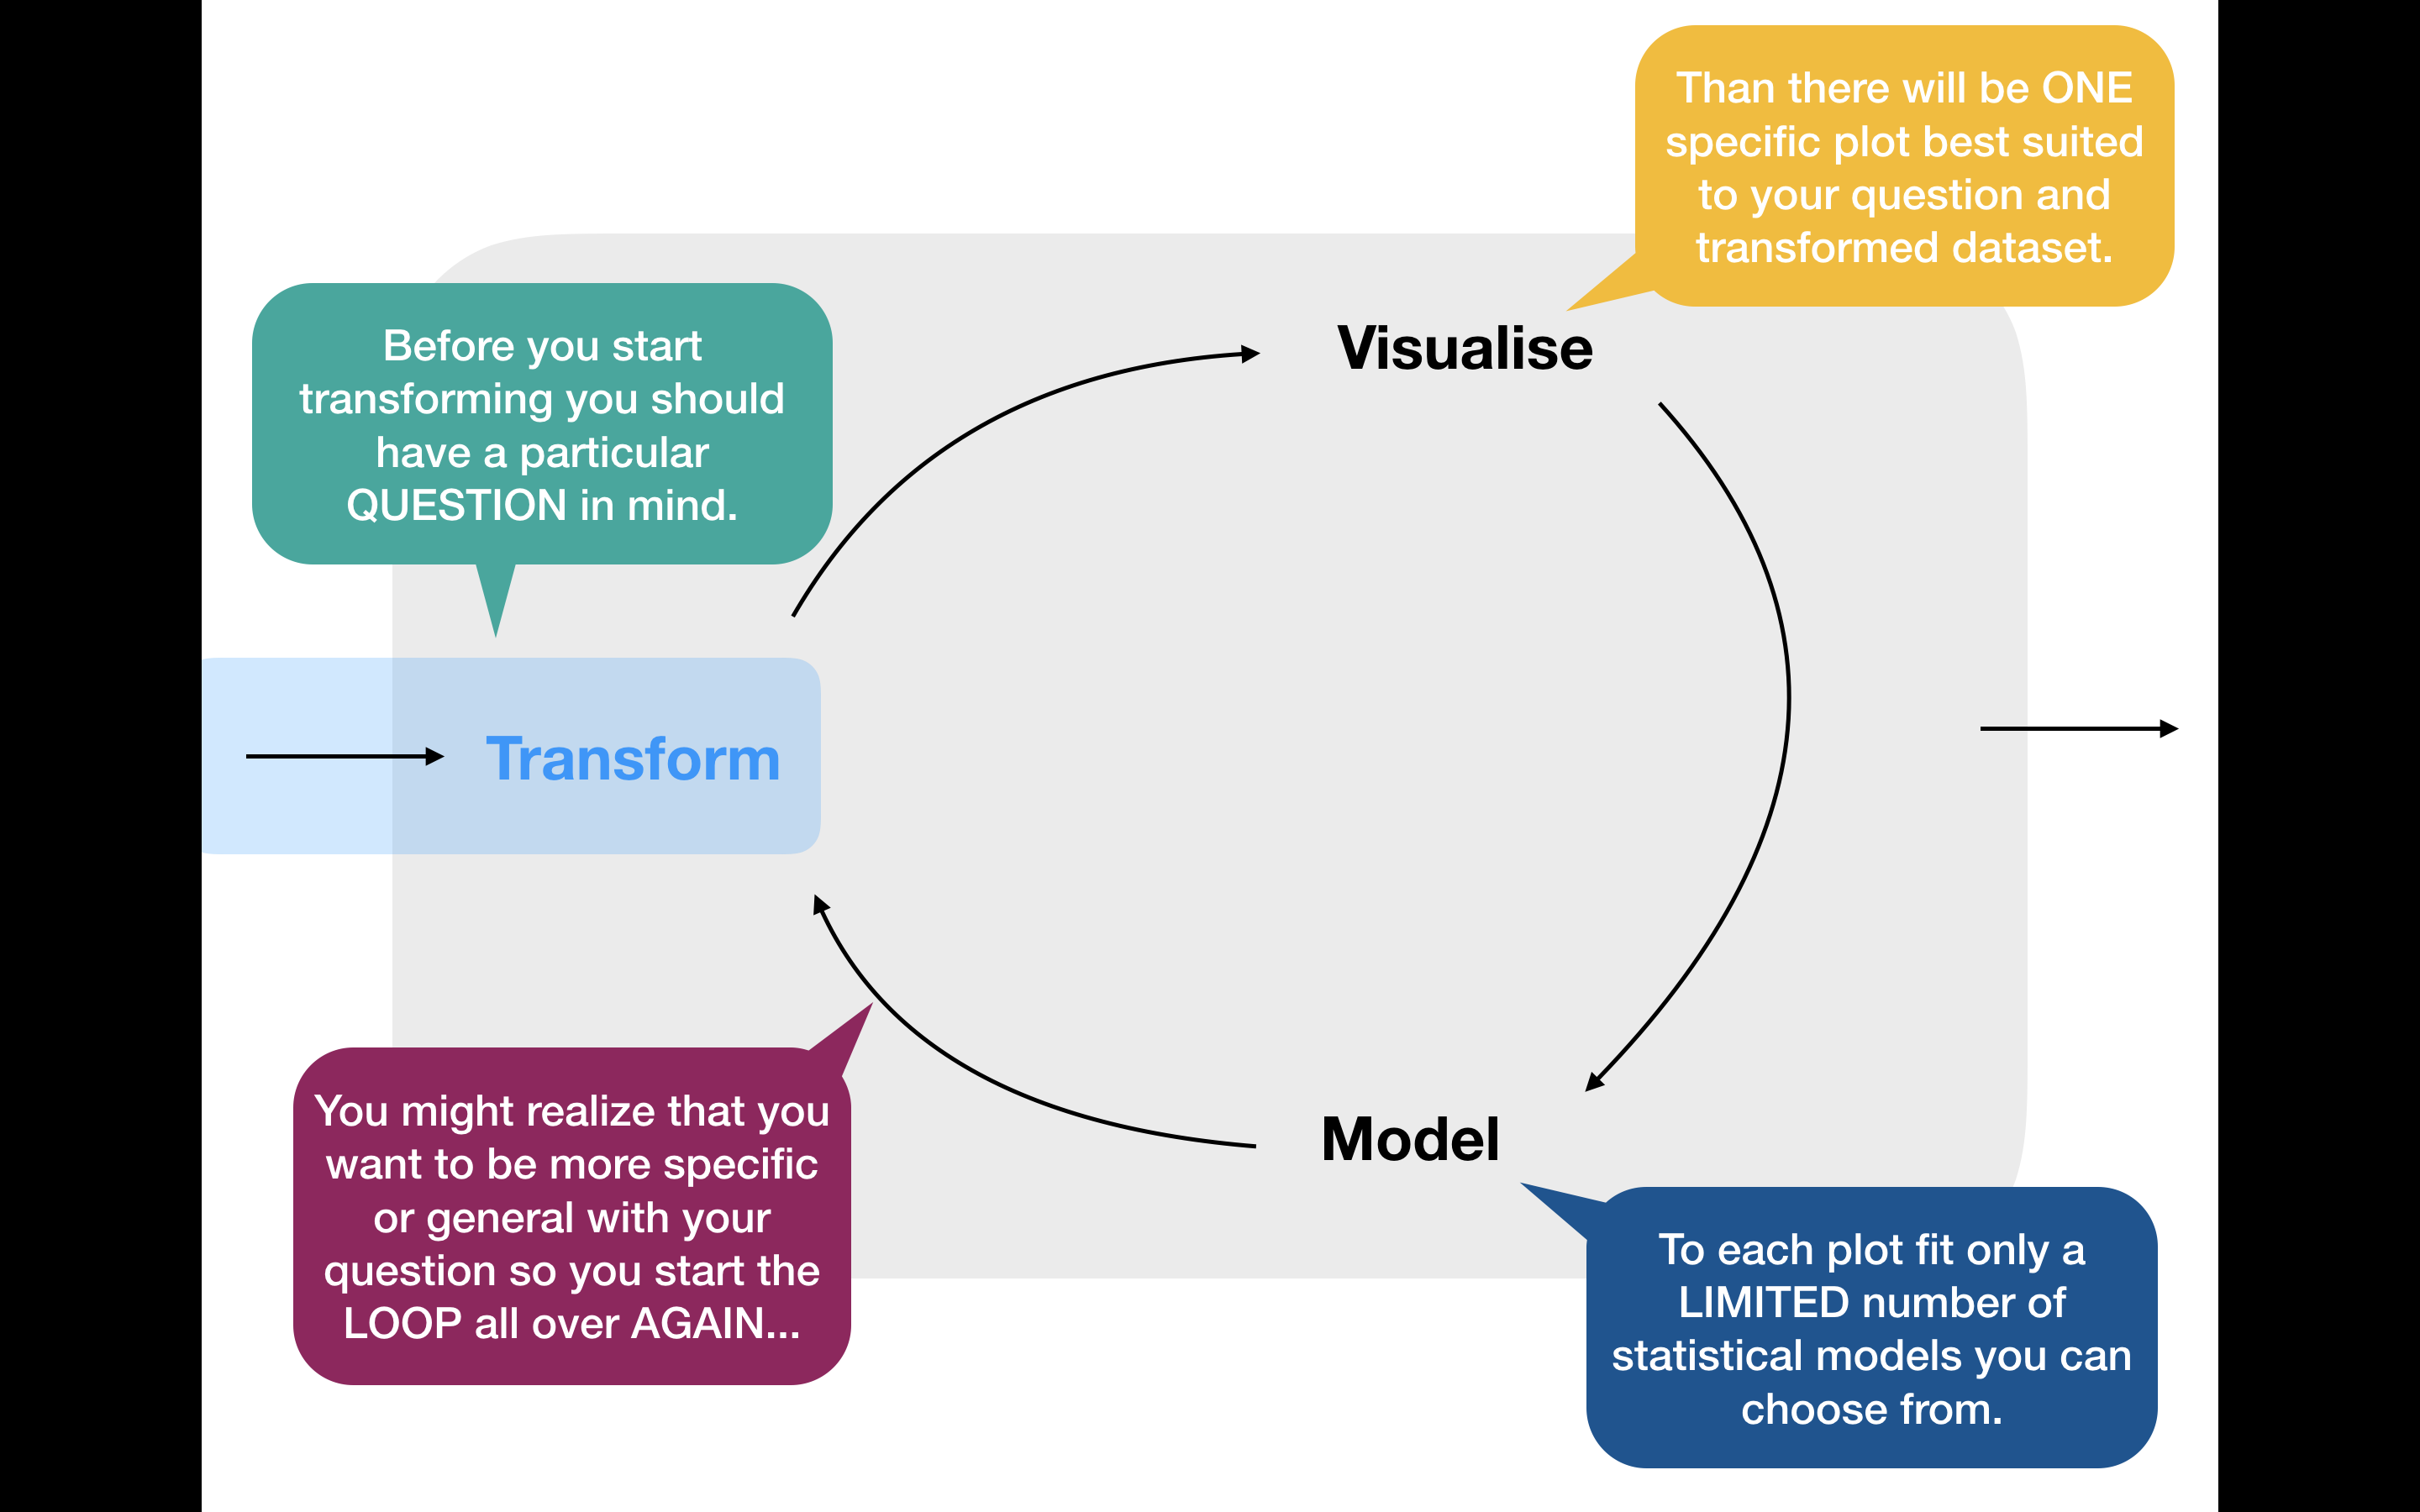 Than there will be ONE
specific plot best suited
to your question and
transformed dataset.
Before you start
transforming you should
have a particular
QUESTION in mind.
Visualise
Transform
You might realize that you
want to be more specific
or general with your
question so you start the
LOOP all over AGAIN...
Model
To each plot fit only a
LIMITED number of
statistical models you can
choose from.